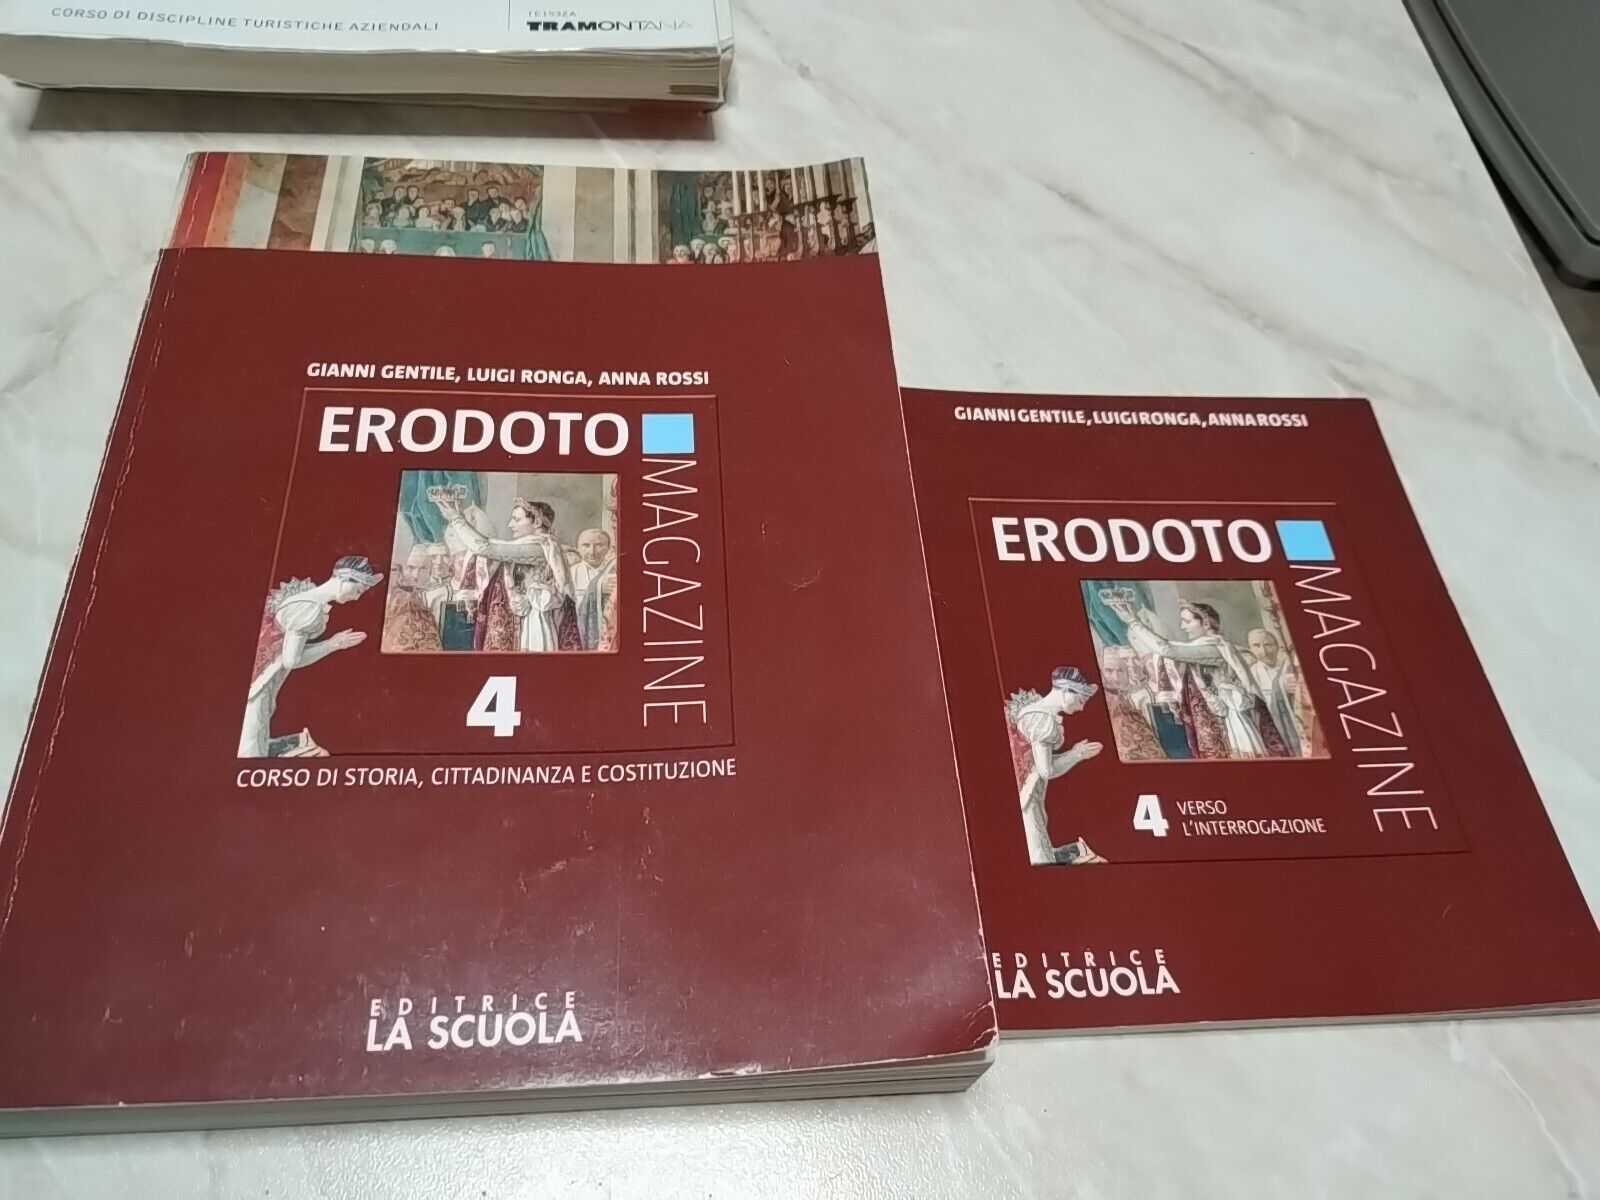 CORSO DI DISCIPLINE TURISTICHE AZIENDALI
TE1532A
TRAMONTANA
GIANNI GENTILE, LUIGI RONGA, ANNA ROSSI
ERODOTO
MAGAZINE
4
CORSO DI STORIA, CITTADINANZA E COSTITUZIONE
EDITRICE
LA SCUOLA
GIANNI GENTILE, LUIGI RONGA, ANNA ROSSI
ERODOTO
MAGAZINE
4 VERSO
L'INTERROGAZIONE
EDITRICE
LA SCUOLA